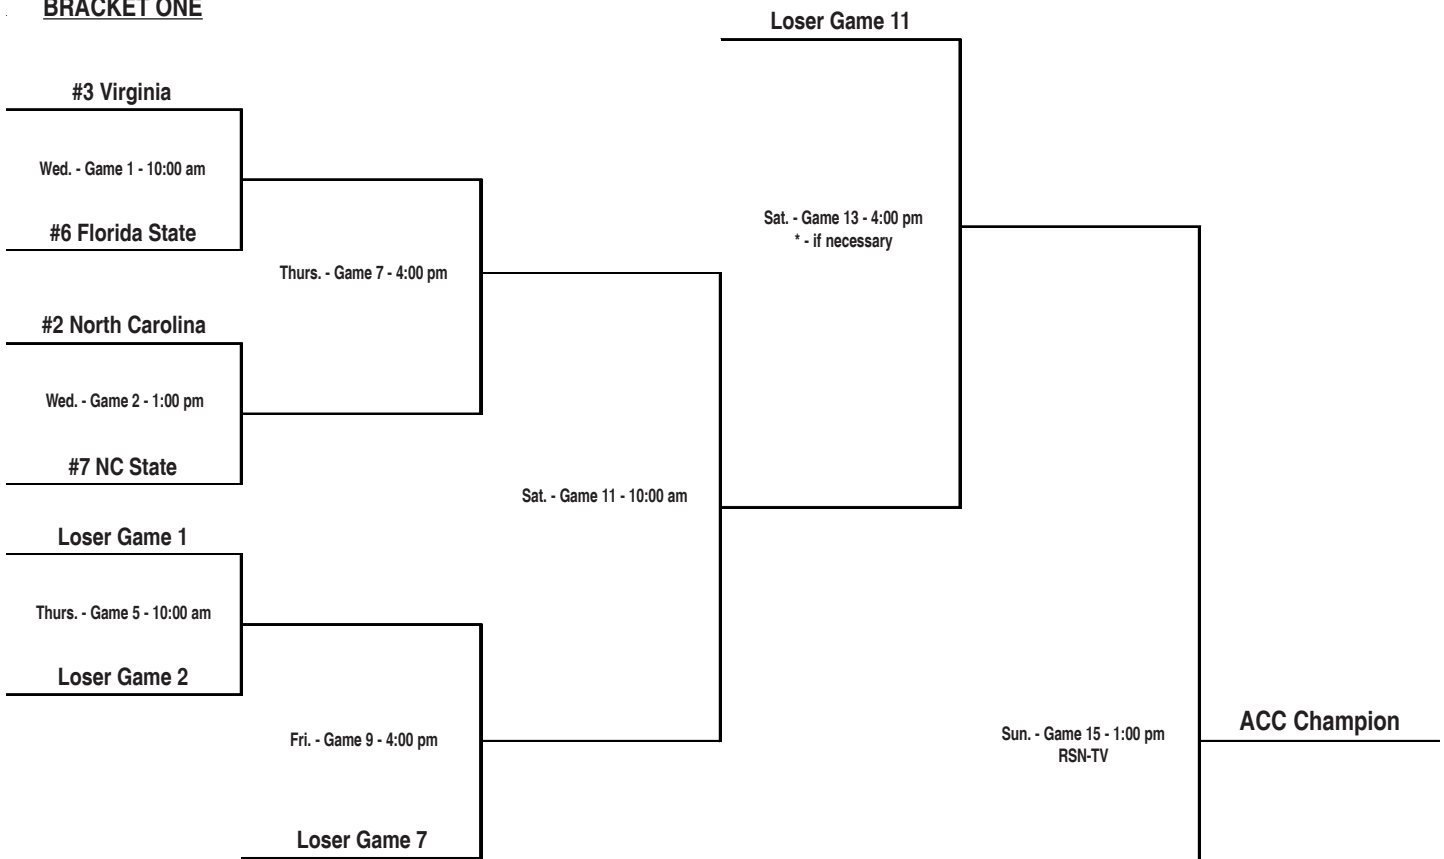 BRACKET ONE
Loser Game 11
#3 Virginia
Wed. - Game 1 - 10:00 am
#6 Florida State
Sat. - Game 13 - 4:00 pm
* - if necessary
Thurs. - Game 7 - 4:00 pm
#2 North Carolina
Wed. - Game 2 - 1:00 pm
#7 NC State
Sat. - Game 11 - 10:00 am
Loser Game 1
Thurs. - Game 5 - 10:00 am
Loser Game 2
Fri. - Game 9 - 4:00 pm
Sun. - Game 15 - 1:00 pm
RSN-TV
ACC Champion
Loser Game 7